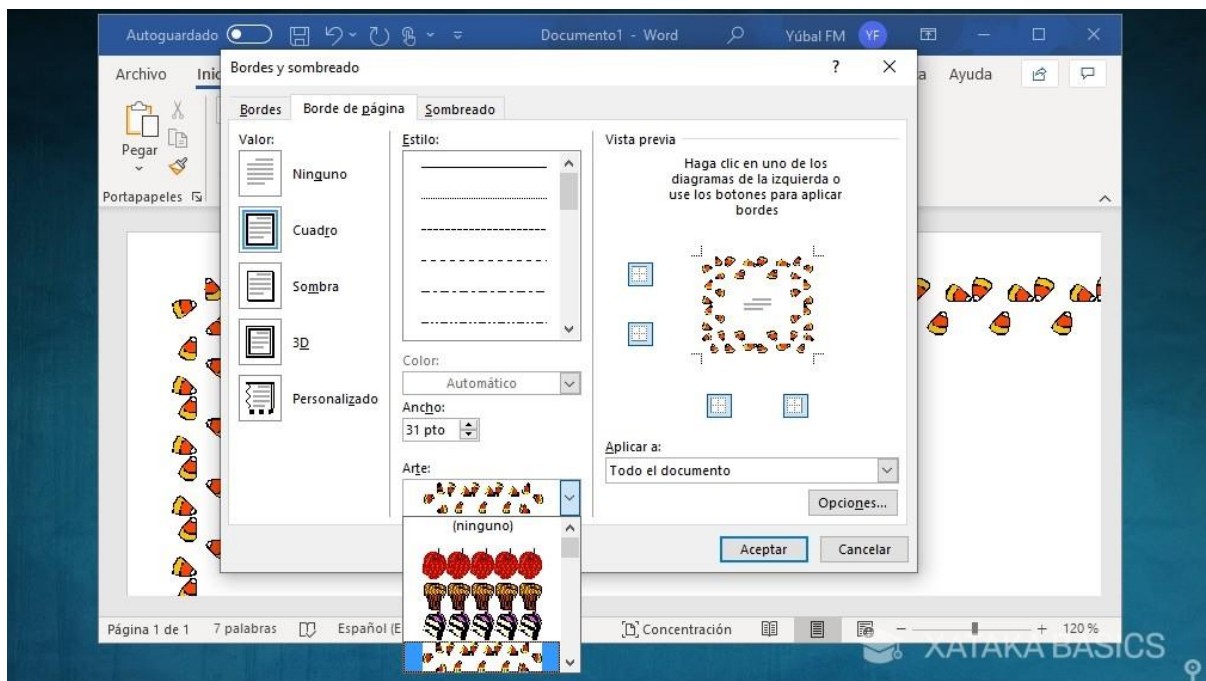 Autoguardado
Documento1 - Word
Yúbal FM
YF
Archivo
Inic
a
Ayuda
Bordes y sombreado
?
Bordes
Borde de página
Sombreado
Pegar
Portapapeles
Valor:
Ninguno
Cuadro
Sombra
3D
Personalizado
Estilo:
Color:
Automático
Ancho:
31 pto
Arte:
(ninguno)
Vista previa
Haga clic en uno de los
diagramas de la izquierda o
use los botones para aplicar
bordes
Aplicar a:
Todo el documento
Opciones...
Aceptar
Cancelar
Página 1 de 1
7 palabras
Español (E
Concentración
120 %
XATAKA BASICS